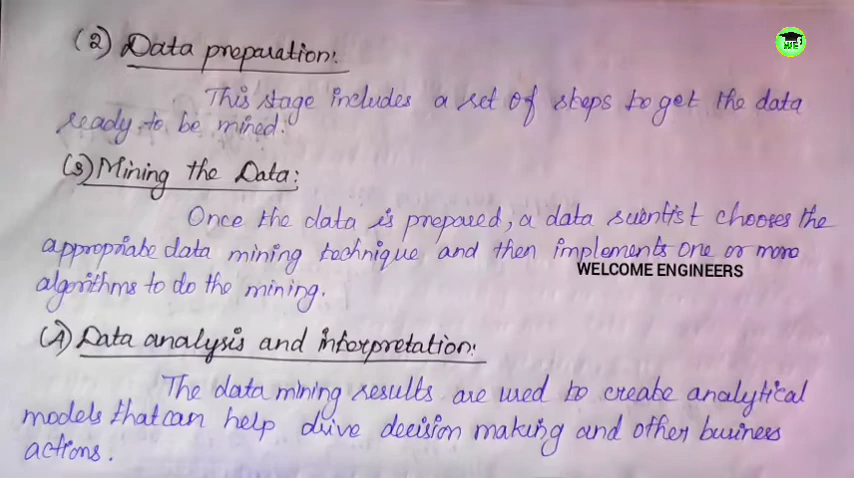 (2) Data preparation:
This stage includes a set of steps to get the data
ready to be mined.
(3) Mining the Data:
Once the data is prepared, a data scientist chooses the
appropriate data mining technique and then implements one or more
WELCOME ENGINEERS
algorithms to do the mining.
(4) Data analysis and interpretation:
The data mining results are used to create analytical
models that can help drive decision making and other business
actions.